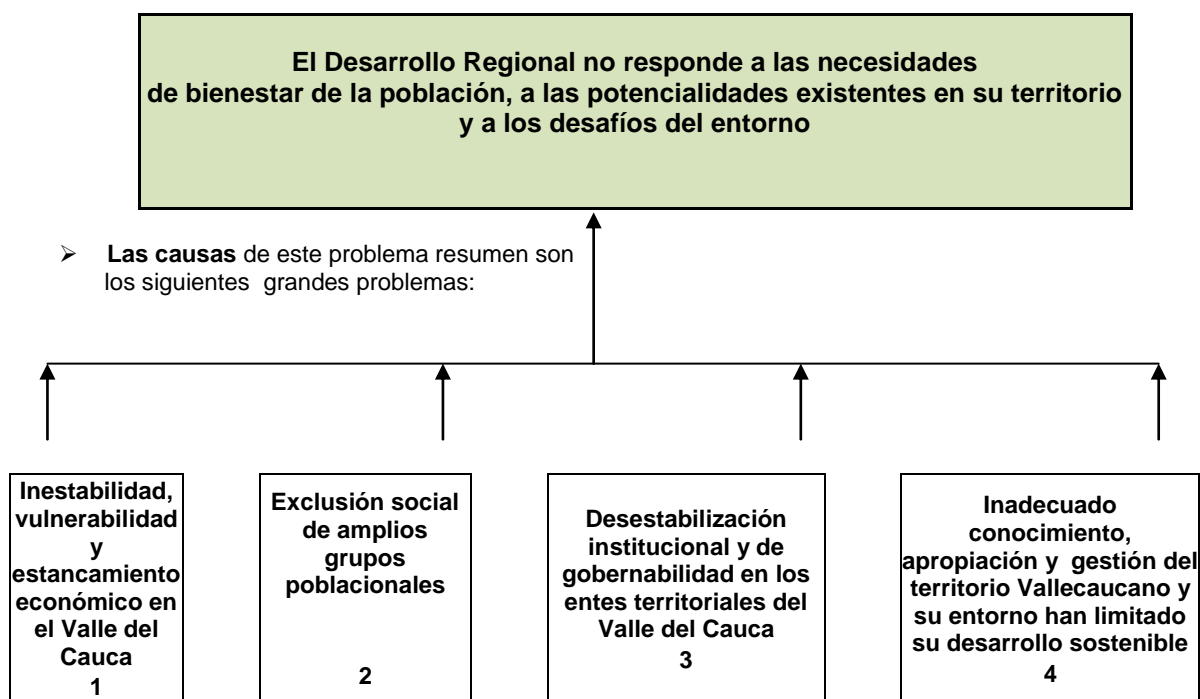 El Desarrollo Regional no responde a las necesidades
de bienestar de la población, a las potencialidades existentes en su territorio
y a los desafíos del entorno
➢ Las causas de este problema resumen son
los siguientes grandes problemas:
Inestabilidad,
vulnerabilidad
y
estancamiento
económico en
el Valle del
Cauca
1
Exclusión social
de amplios
grupos
poblacionales
2
Desestabilización
institucional y de
gobernabilidad en los
entes territoriales del
Valle del Cauca
3
Inadecuado
conocimiento,
apropiación y gestión del
territorio Vallecaucano y
su entorno han limitado
su desarrollo sostenible
4